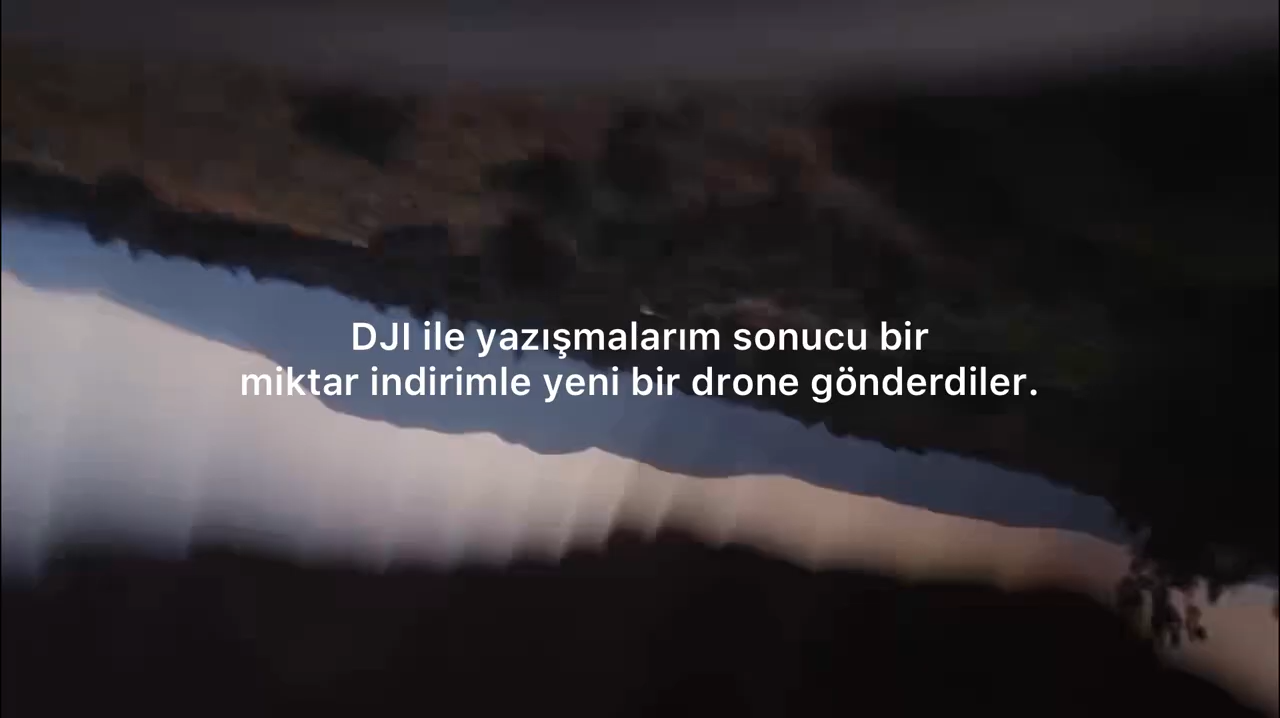 DJI ile yazışmalarım sonucu bir
miktar indirimle yeni bir drone gönderdiler.